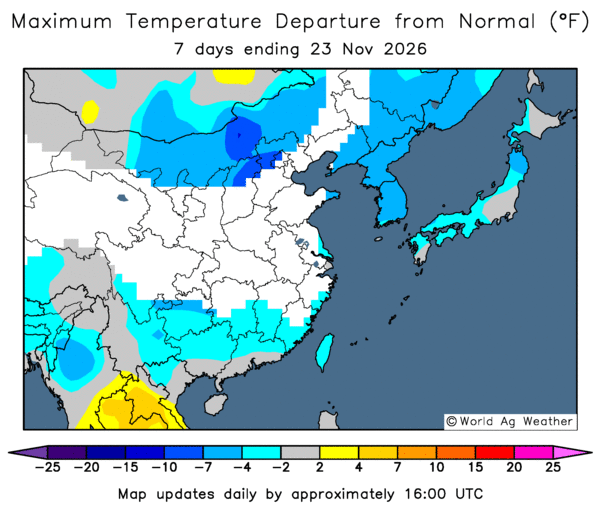 Maximum Temperature Departure from Normal (°F)
7 days ending 23 Nov 2026
© World Ag Weather
-25 -20 -15 -10 -7 -4 -2 2 4 7 10 15 20 25
Map updates daily by approximately 16:00 UTC